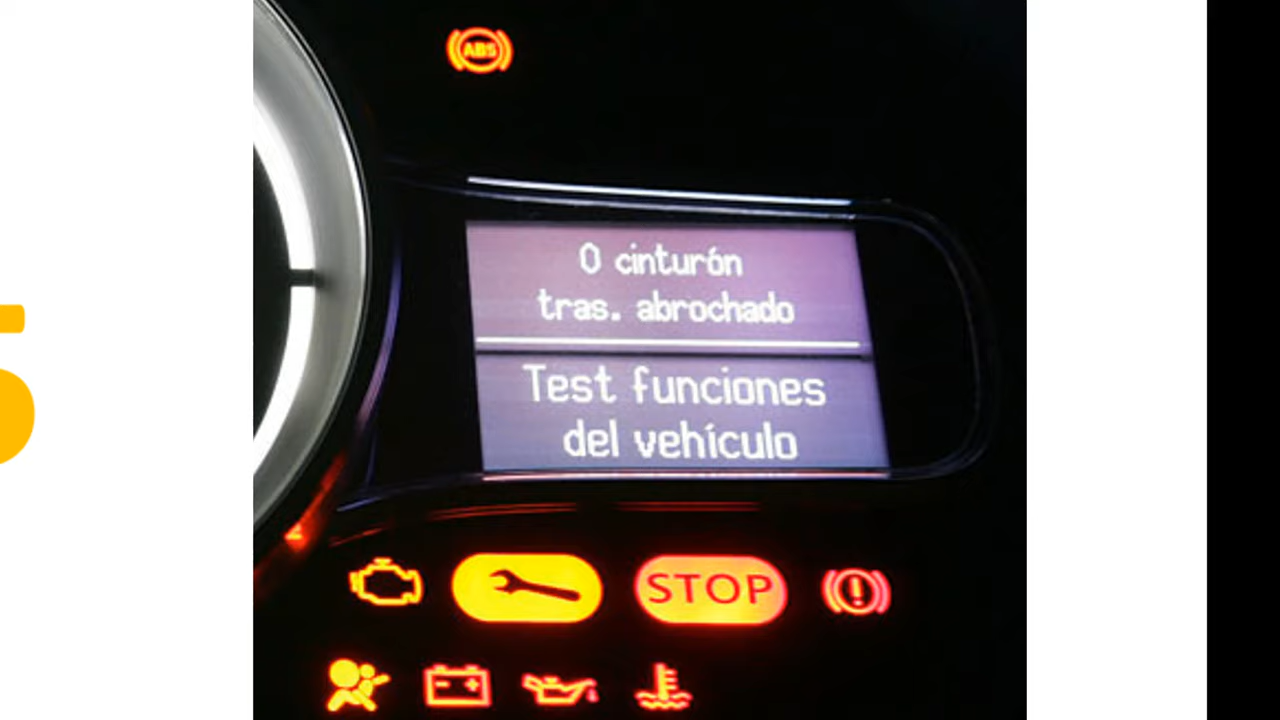 ABS
0 cinturón
tras. abrochado
Test funciones
del vehículo
STOP